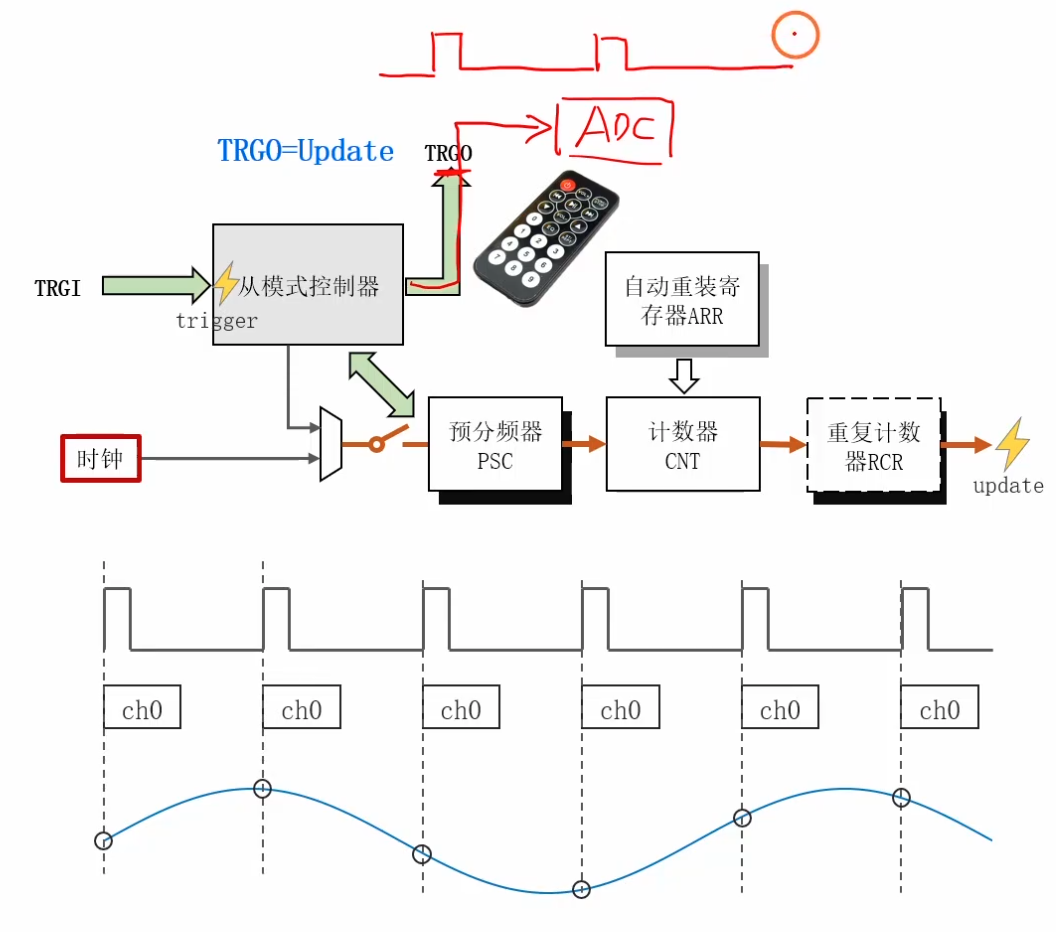 ADC
TRGO=Update
TRGO
TRGI
trigger
从模式控制器
自动重装寄
存器ARR
时钟
预分频器
PSC
计数器
CNT
重复计数
器RCR
update
ch0
ch0
ch0
ch0
ch0
ch0